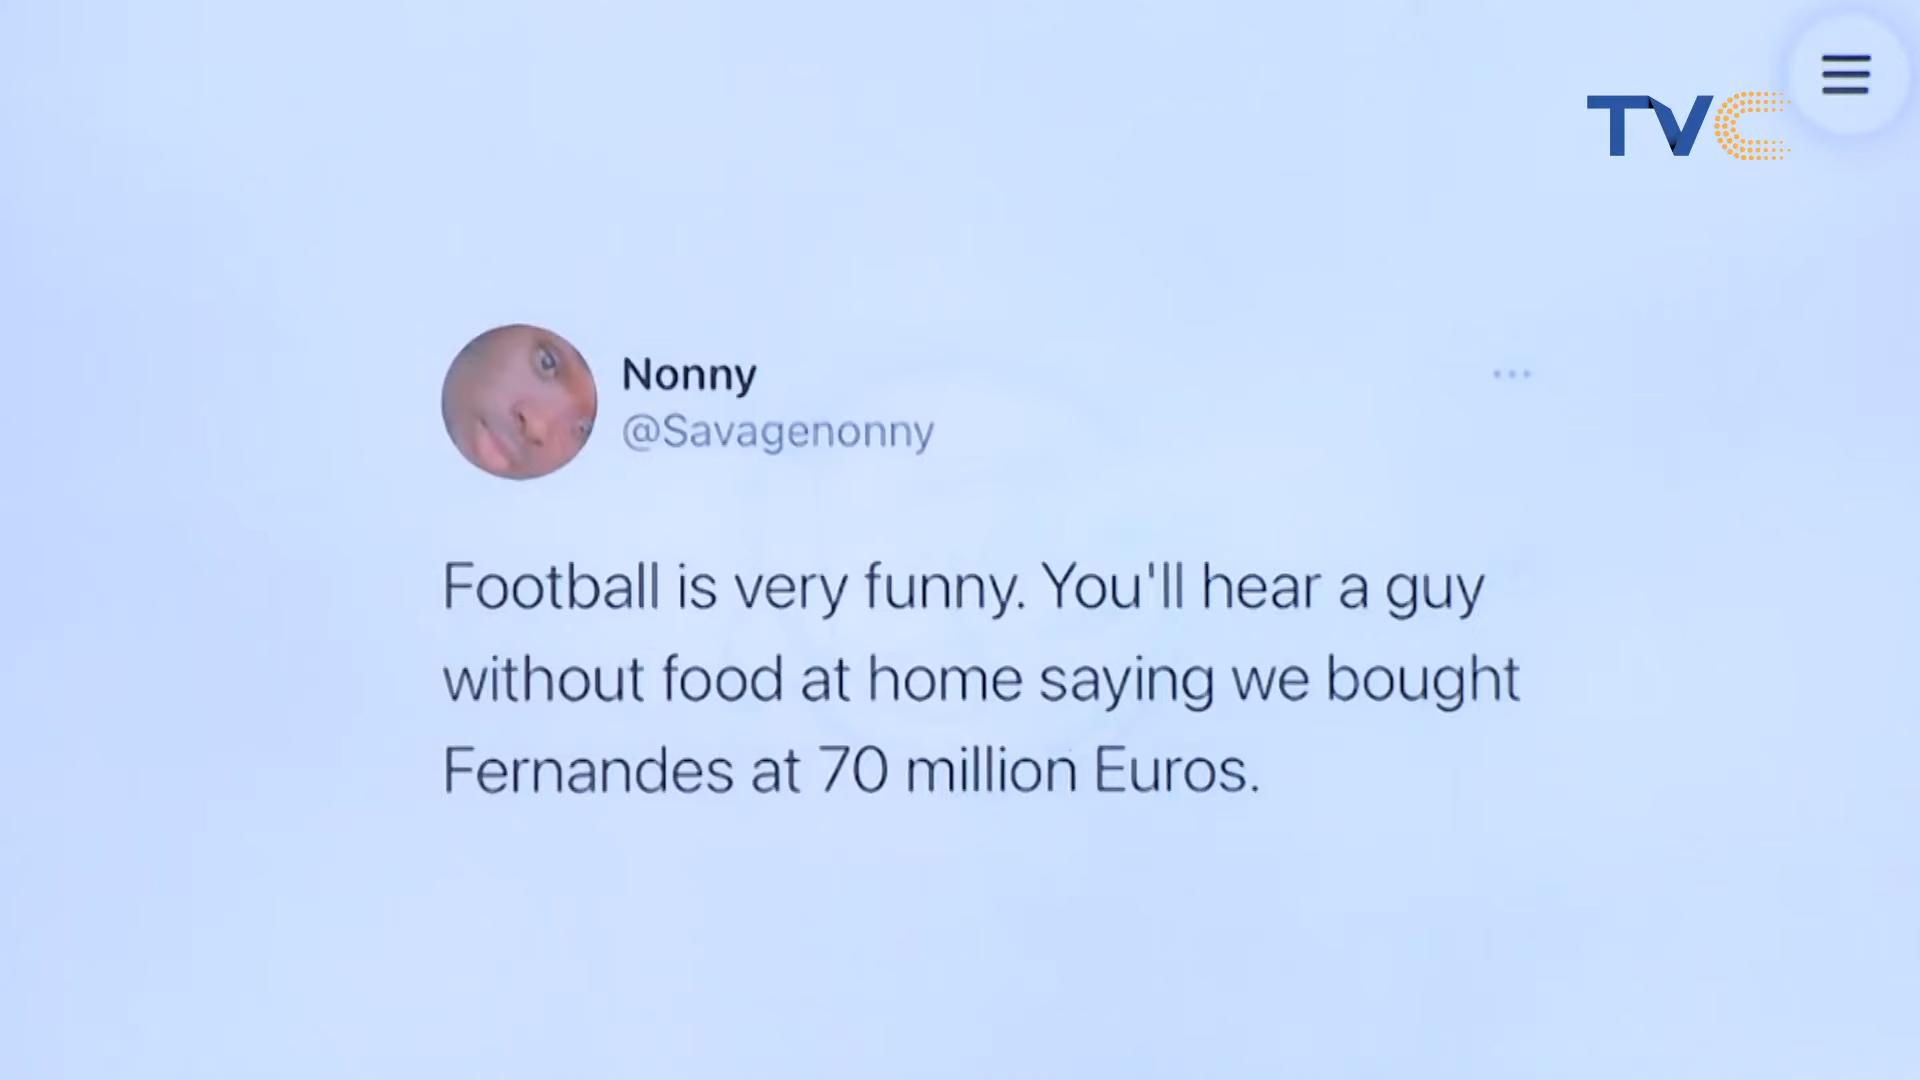 TVC
Nonny
@Savagenonny
Football is very funny. You'll hear a guy
without food at home saying we bought
Fernandes at 70 million Euros.